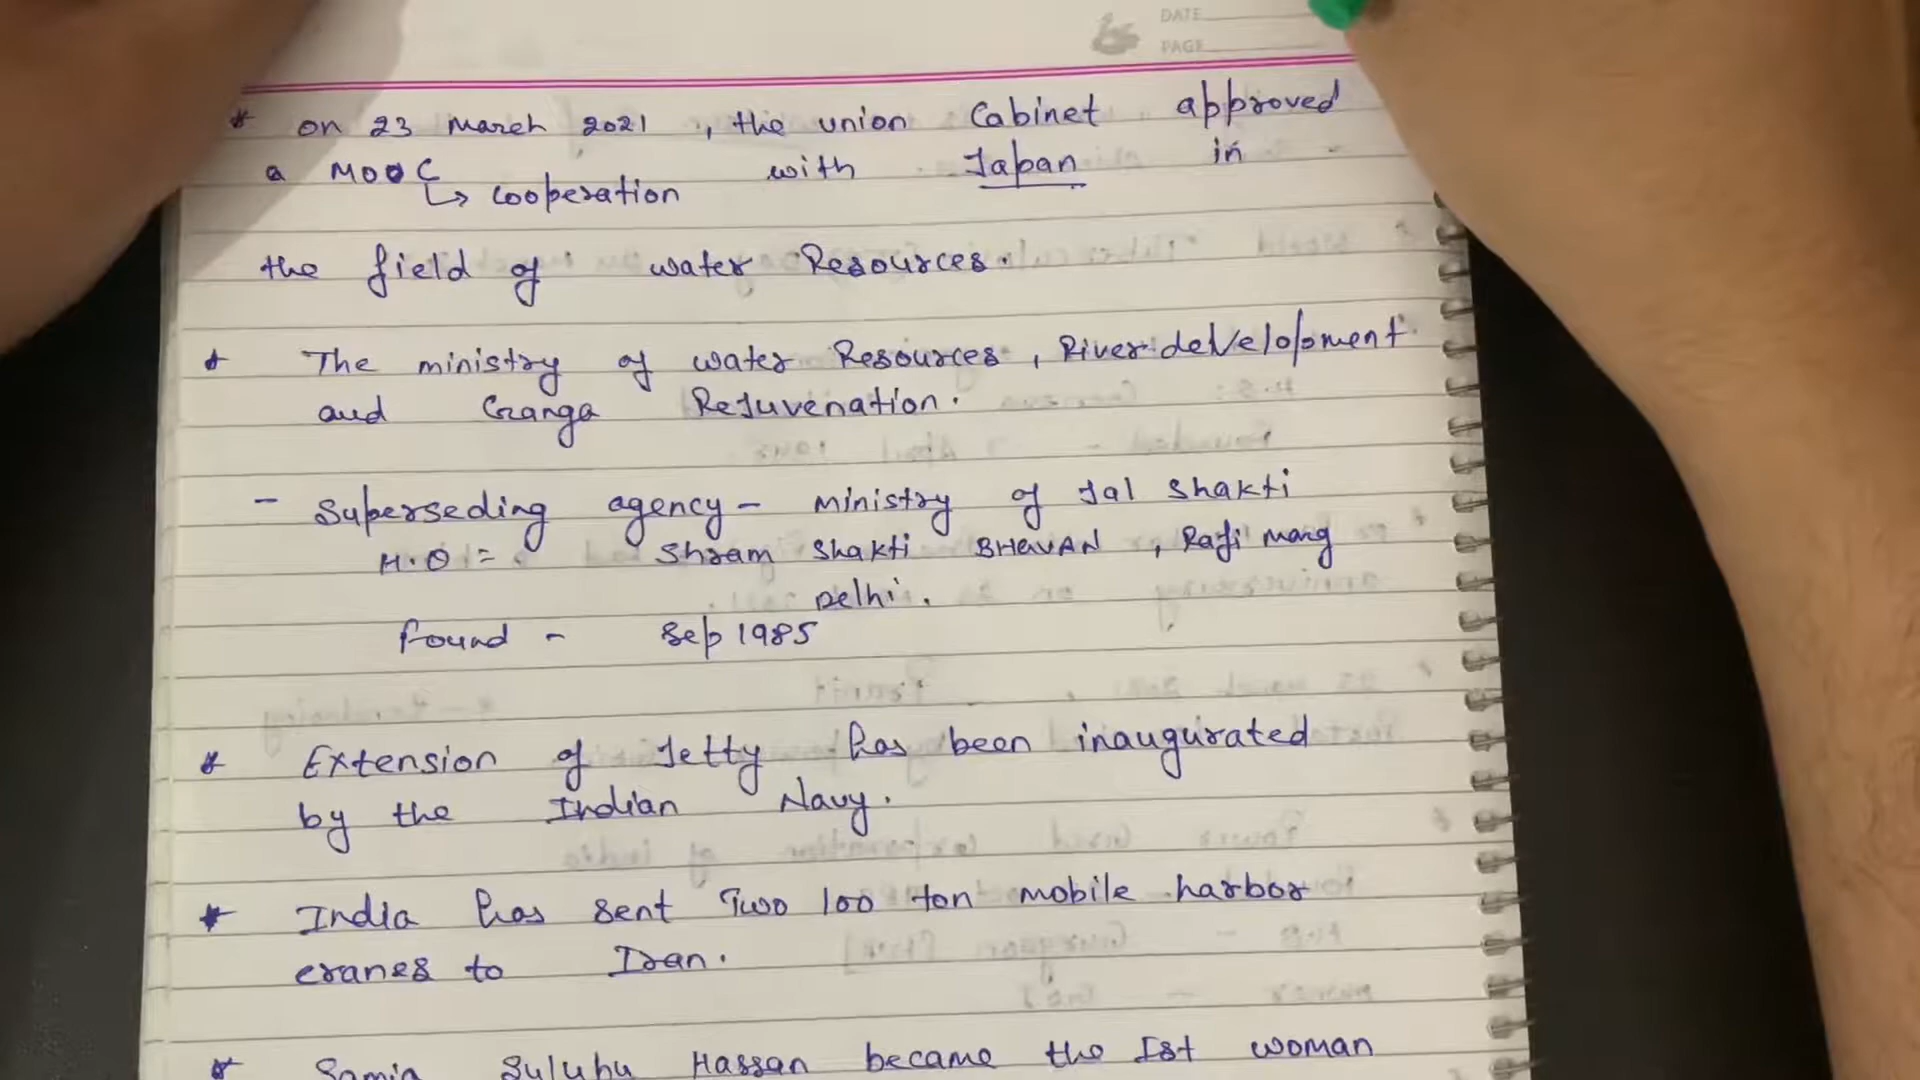 DATE
PAGE
* on 23 march 2021 , the union Cabinet approved
a MOOC with Japan in
↳ cooperation
the field of water Resources.
* The ministry of water Resources, River development
and Ganga Rejuvenation.
- Superseding agency - ministry of Jal Shakti
H.O = Shram Shakti BHAVAN , Rafi marg
Delhi.
found - Sep 1985
* Extension of Jetty has been inaugurated
by the Indian Navy.
* India has sent Two 100 ton mobile harbor
cranes to Iran.
* Samia Suluhu Hassan became the Ist woman